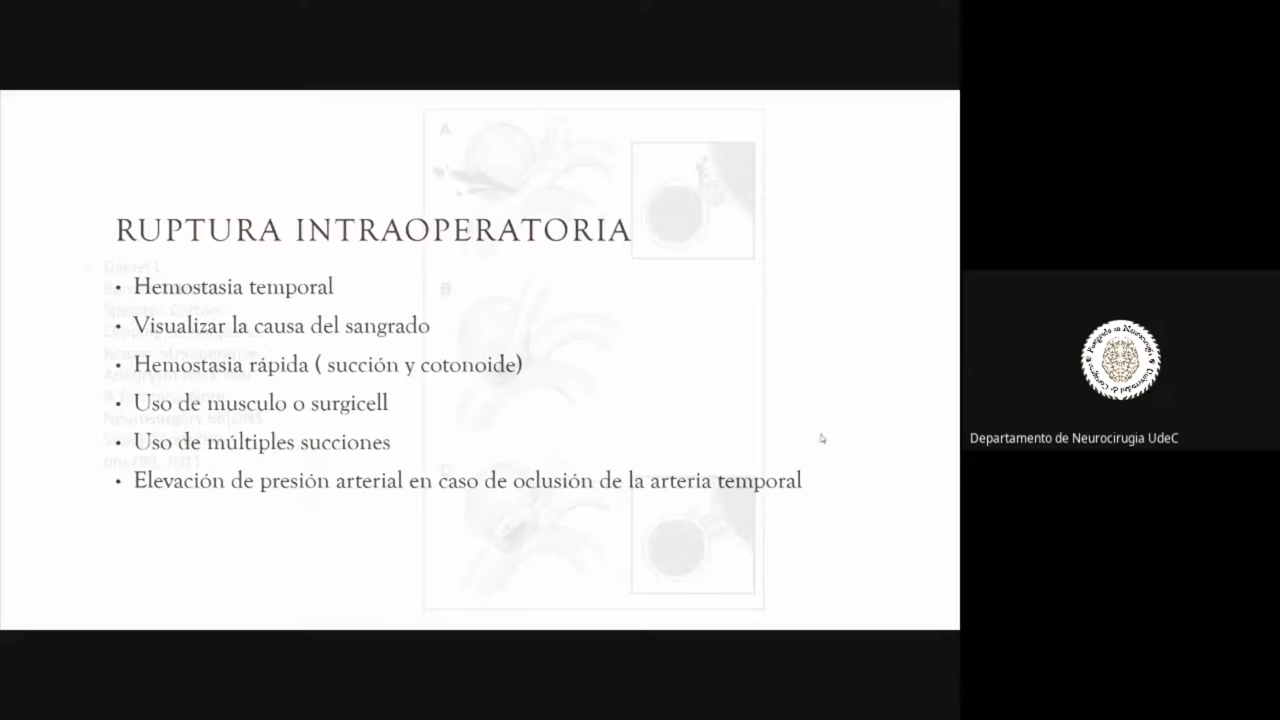 RUPTURA INTRAOPERATORIA
• Hemostasia temporal
• Visualizar la causa del sangrado
• Hemostasia rápida ( succión y cotonoide)
• Uso de musculo o surgicell
• Uso de múltiples succiones
• Elevación de presión arterial en caso de oclusión de la arteria temporal
A
B
C
Departamento de Neurocirugia UdeC